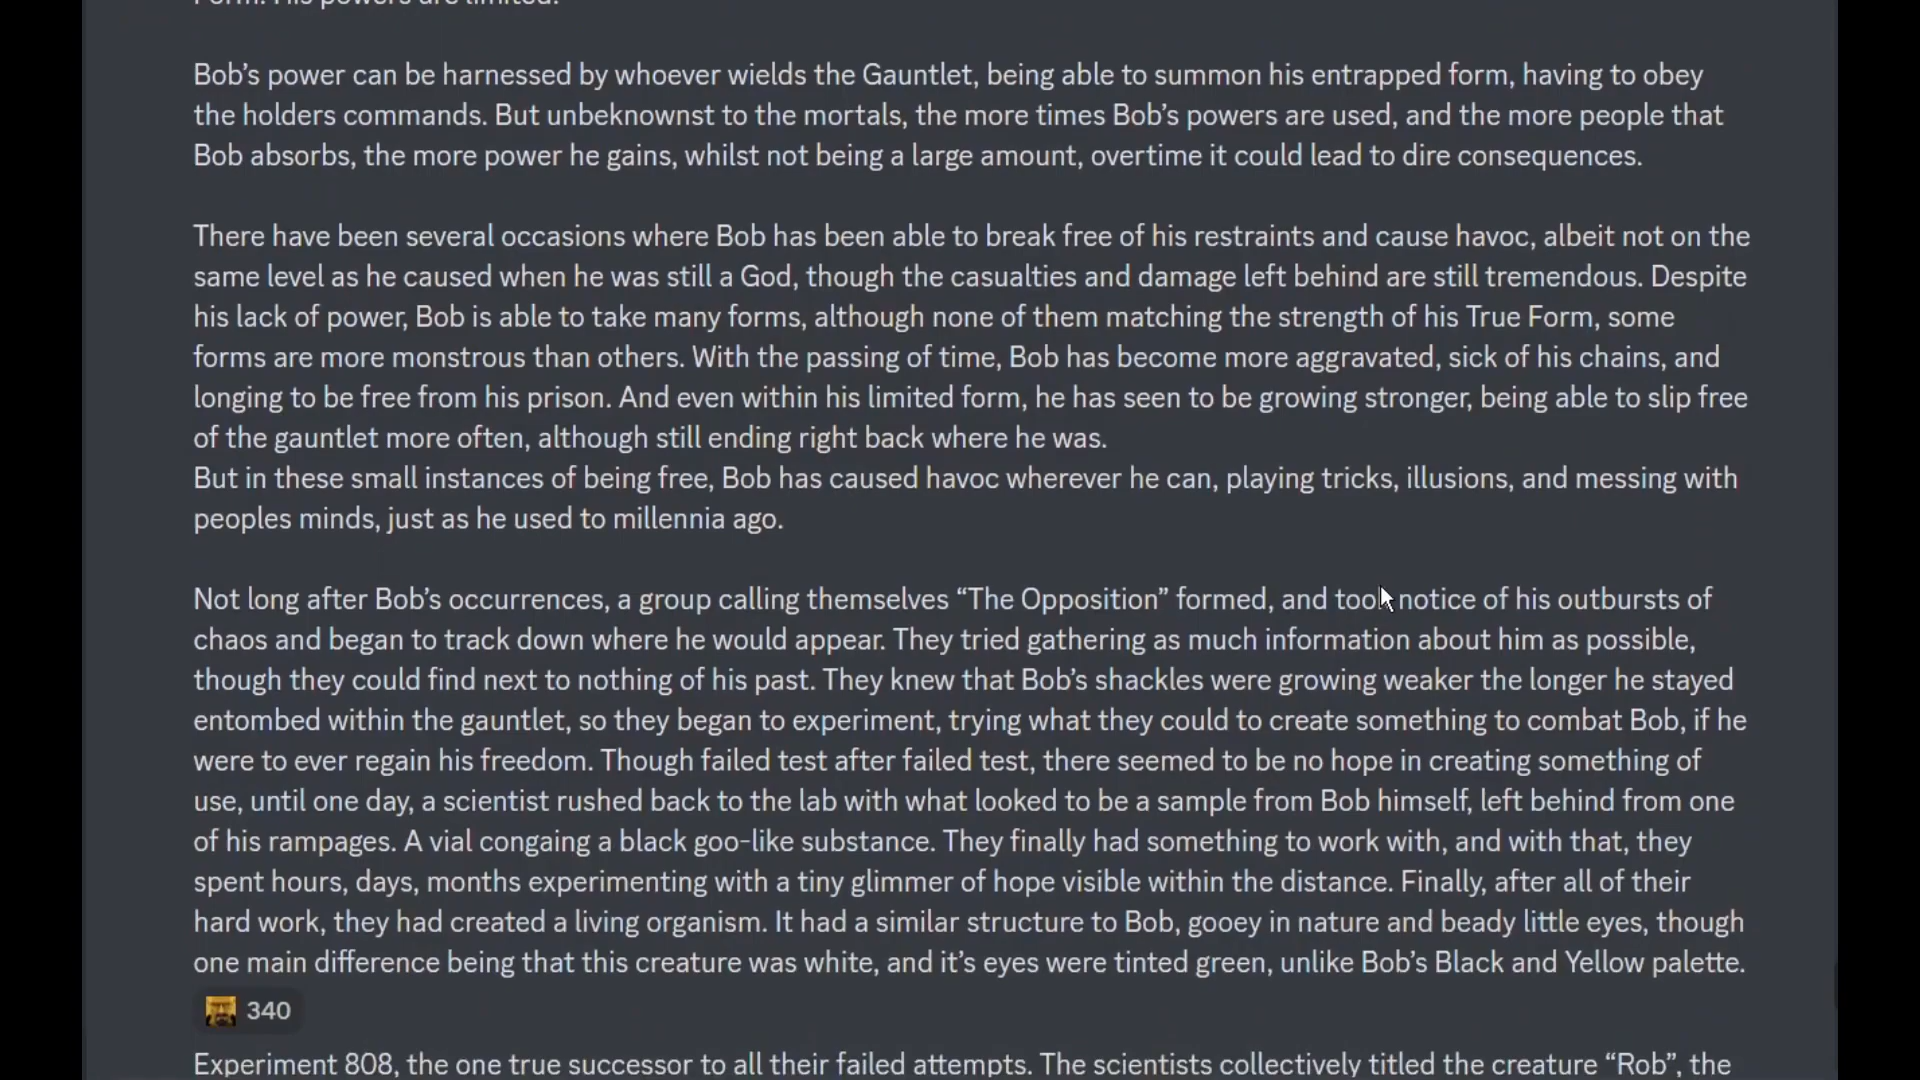 Form. His powers are limited.
Bob’s power can be harnessed by whoever wields the Gauntlet, being able to summon his entrapped form, having to obey
the holders commands. But unbeknownst to the mortals, the more times Bob’s powers are used, and the more people that
Bob absorbs, the more power he gains, whilst not being a large amount, overtime it could lead to dire consequences.
There have been several occasions where Bob has been able to break free of his restraints and cause havoc, albeit not on the
same level as he caused when he was still a God, though the casualties and damage left behind are still tremendous. Despite
his lack of power, Bob is able to take many forms, although none of them matching the strength of his True Form, some
forms are more monstrous than others. With the passing of time, Bob has become more aggravated, sick of his chains, and
longing to be free from his prison. And even within his limited form, he has seen to be growing stronger, being able to slip free
of the gauntlet more often, although still ending right back where he was.
But in these small instances of being free, Bob has caused havoc wherever he can, playing tricks, illusions, and messing with
peoples minds, just as he used to millennia ago.
Not long after Bob’s occurrences, a group calling themselves “The Opposition” formed, and took notice of his outbursts of
chaos and began to track down where he would appear. They tried gathering as much information about him as possible,
though they could find next to nothing of his past. They knew that Bob’s shackles were growing weaker the longer he stayed
entombed within the gauntlet, so they began to experiment, trying what they could to create something to combat Bob, if he
were to ever regain his freedom. Though failed test after failed test, there seemed to be no hope in creating something of
use, until one day, a scientist rushed back to the lab with what looked to be a sample from Bob himself, left behind from one
of his rampages. A vial congaing a black goo-like substance. They finally had something to work with, and with that, they
spent hours, days, months experimenting with a tiny glimmer of hope visible within the distance. Finally, after all of their
hard work, they had created a living organism. It had a similar structure to Bob, gooey in nature and beady little eyes, though
one main difference being that this creature was white, and it’s eyes were tinted green, unlike Bob’s Black and Yellow palette.
340
Experiment 808, the one true successor to all their failed attempts. The scientists collectively titled the creature “Rob”, the